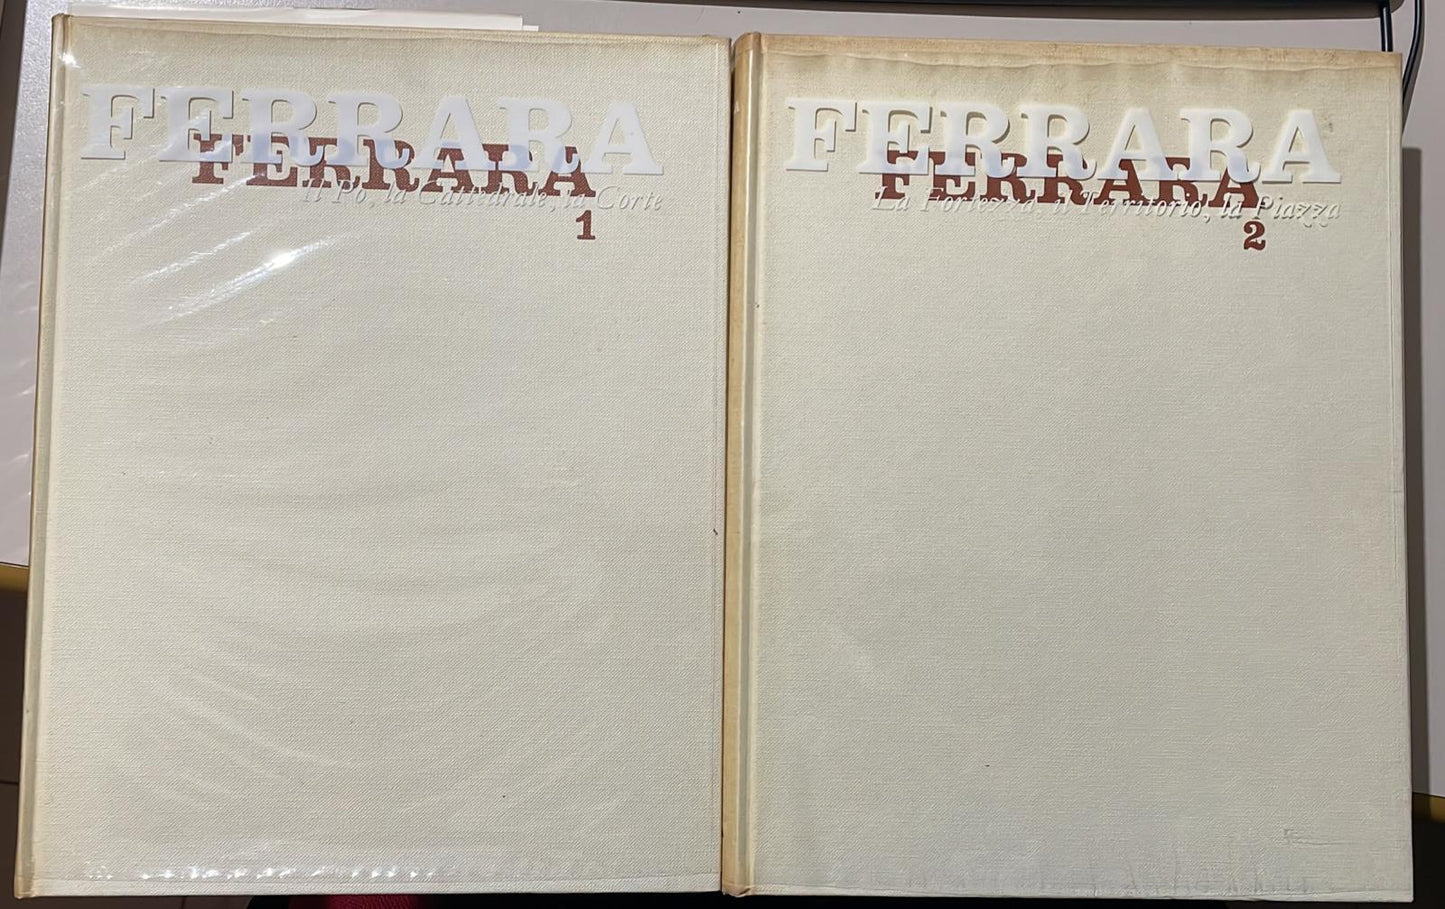 FERRARA
FERRARA
Il Po, la Cattedrale, la Corte
1
FERRARA
FERRARA
La Fortezza, il Territorio, la Piazza
2